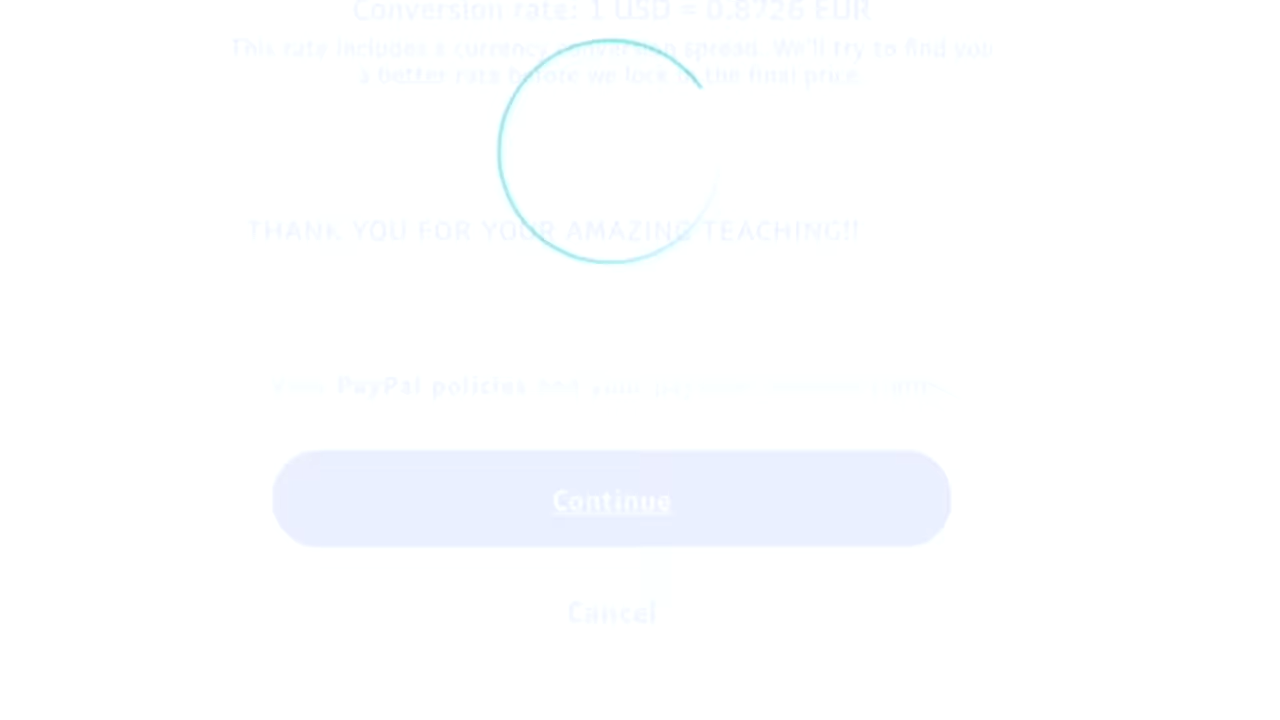 Conversion rate: 1 USD = 0.8726 EUR
This rate includes a currency conversion spread. We'll try to find you
a better rate before we lock in the final price.
THANK YOU FOR YOUR AMAZING TEACHING!!
PayPal policies and your
Continue
Cancel